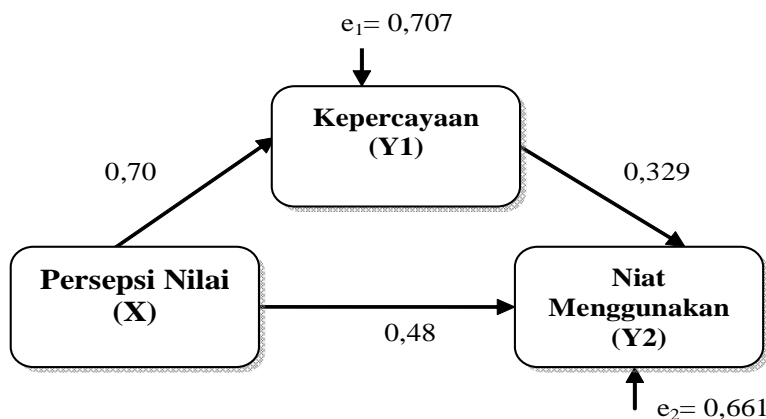 e₁= 0,707
Kepercayaan
(Y1)
0,70
0,329
Persepsi Nilai
(X)
Niat
Menggunakan
(Y2)
0,48
e₂= 0,661